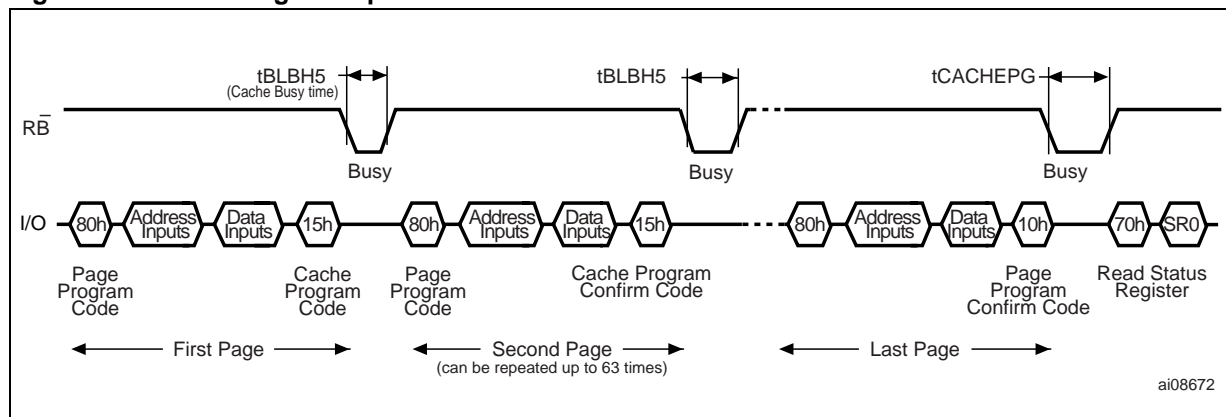 tBLBH5
(Cache Busy time)
tBLBH5
tCACHEPG
RB
Busy
Busy
Busy
I/O
80h
Address
Inputs
Data
Inputs
15h
80h
Address
Inputs
Data
Inputs
15h
80h
Address
Inputs
Data
Inputs
10h
70h
SR0
Page
Program
Code
Cache
Program
Code
Page
Program
Code
Cache Program
Confirm Code
Page
Program
Confirm Code
Read Status
Register
First Page
Second Page
(can be repeated up to 63 times)
Last Page
ai08672